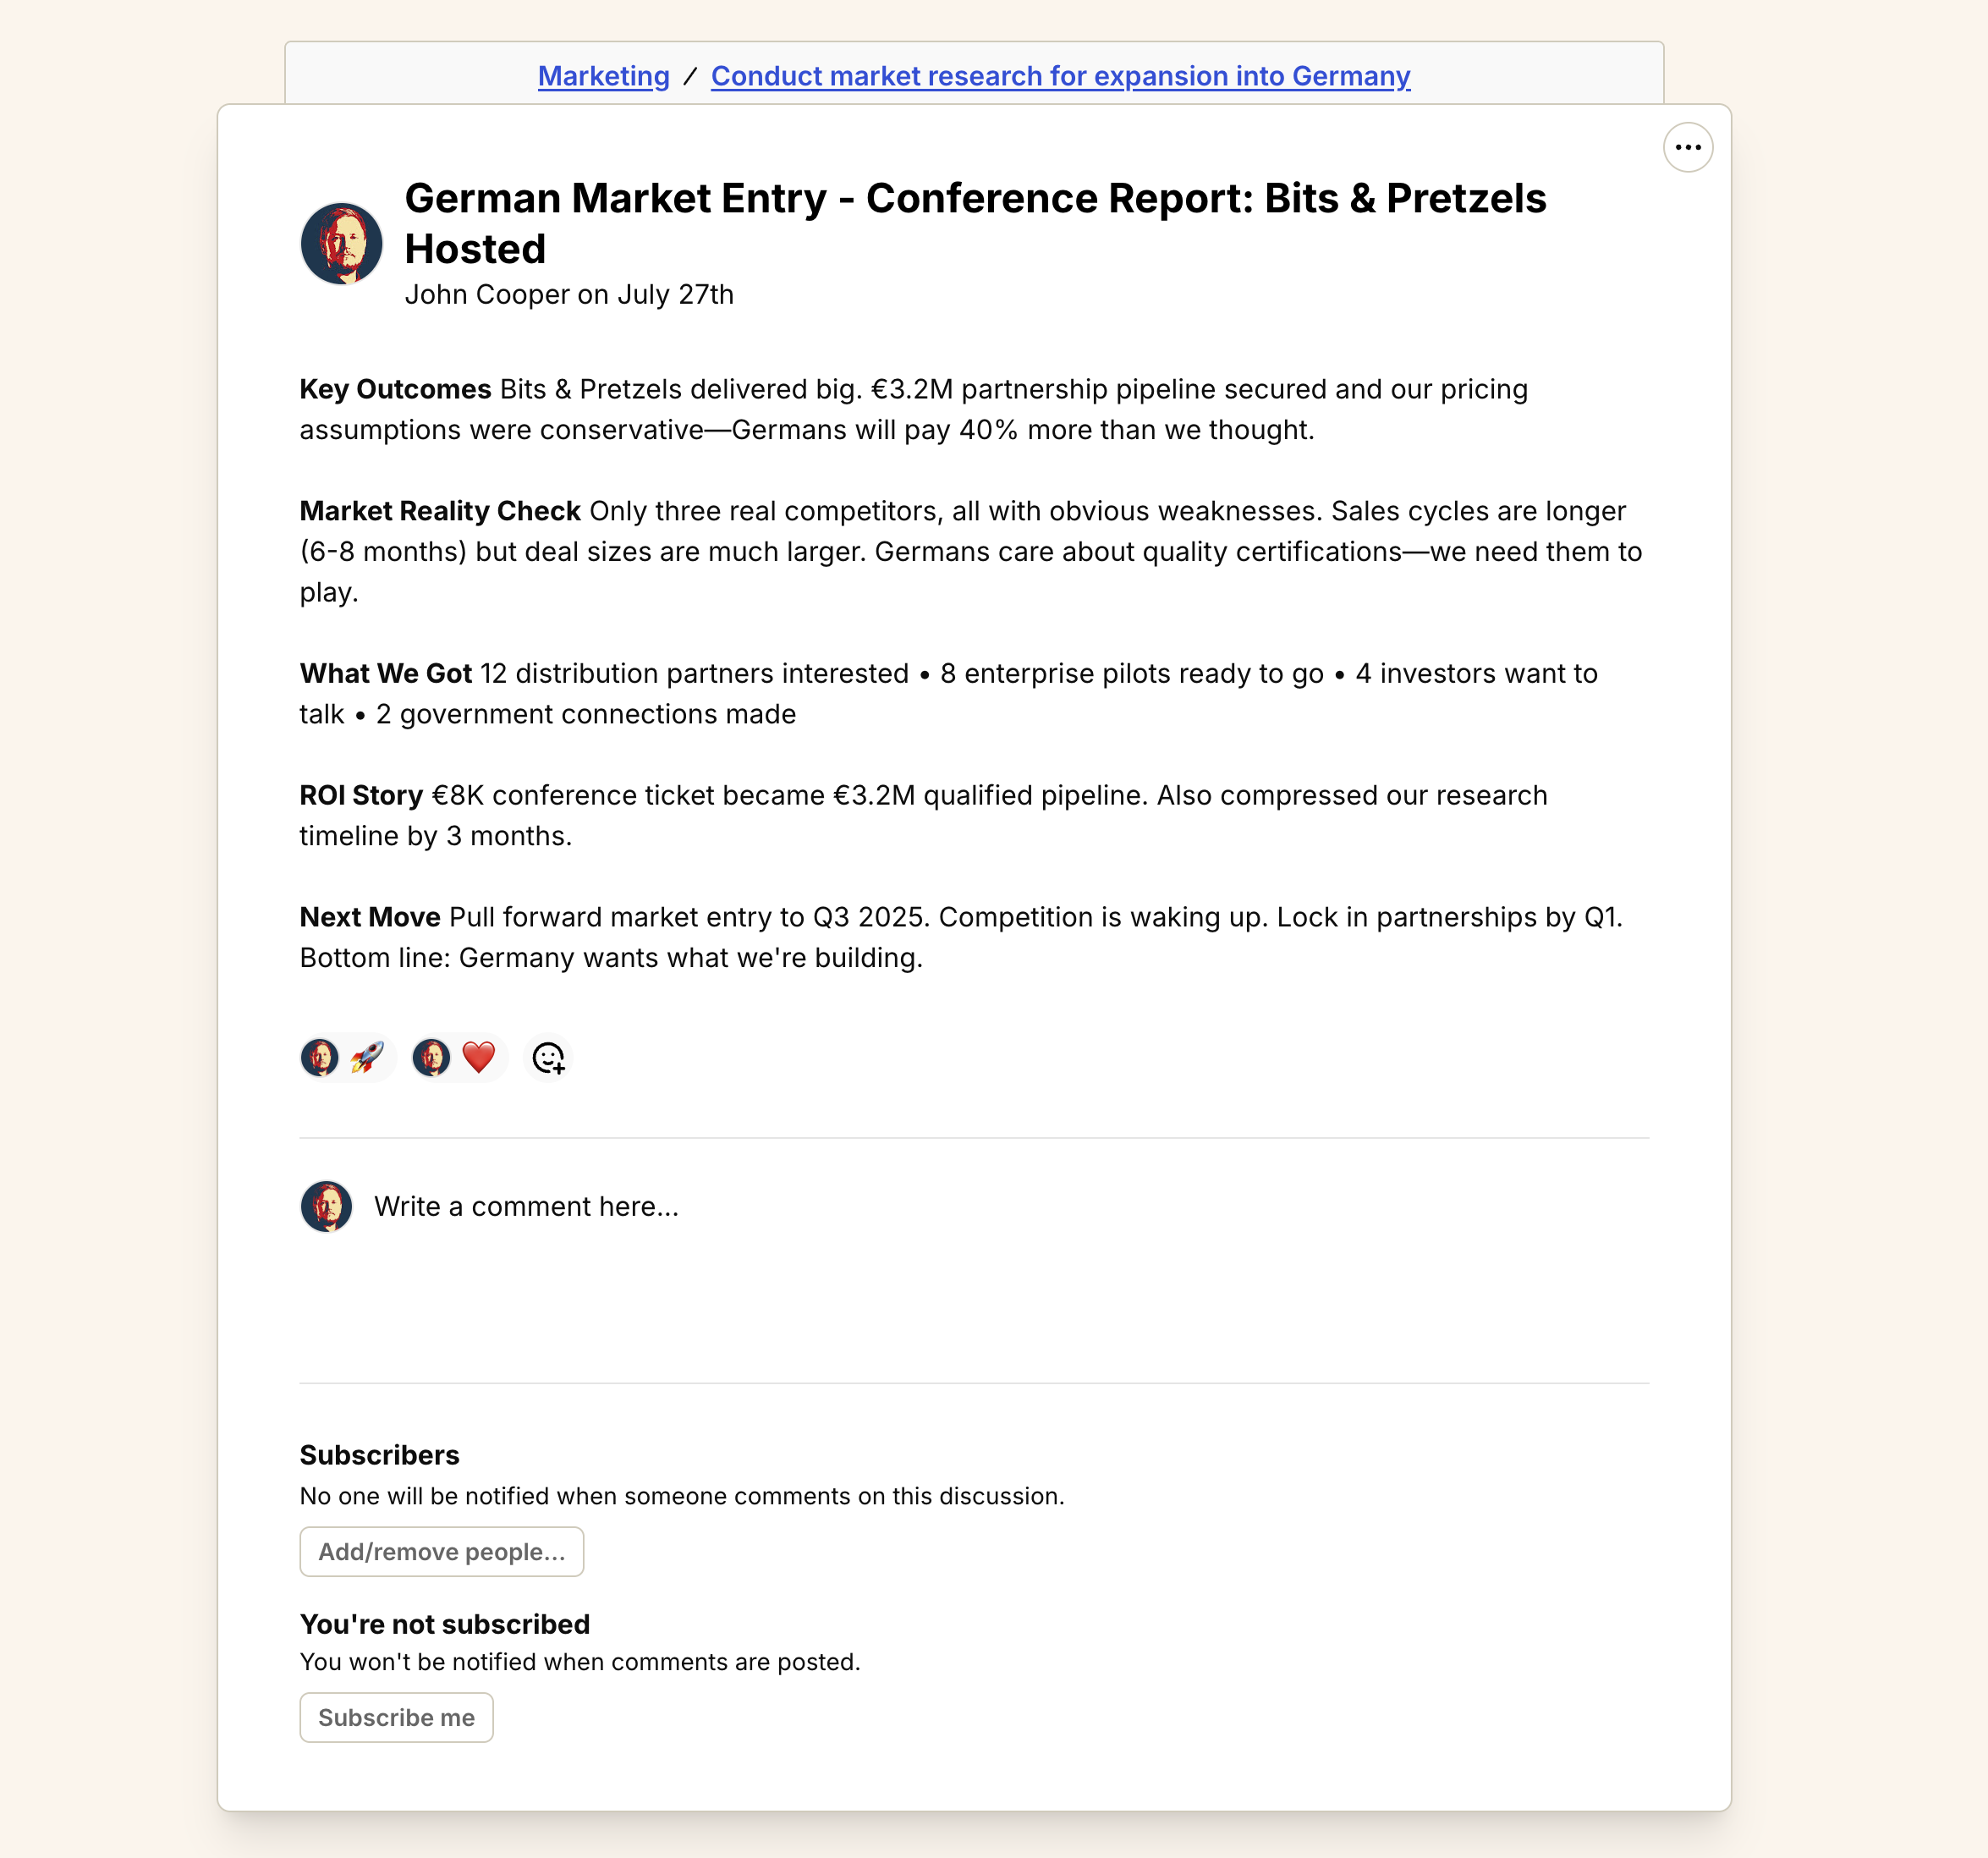 Marketing / Conduct market research for expansion into Germany
German Market Entry - Conference Report: Bits & Pretzels
Hosted
John Cooper on July 27th
Key Outcomes Bits & Pretzels delivered big. €3.2M partnership pipeline secured and our pricing
assumptions were conservative—Germans will pay 40% more than we thought.
Market Reality Check Only three real competitors, all with obvious weaknesses. Sales cycles are longer
(6-8 months) but deal sizes are much larger. Germans care about quality certifications—we need them to
play.
What We Got 12 distribution partners interested • 8 enterprise pilots ready to go • 4 investors want to
talk • 2 government connections made
ROI Story €8K conference ticket became €3.2M qualified pipeline. Also compressed our research
timeline by 3 months.
Next Move Pull forward market entry to Q3 2025. Competition is waking up. Lock in partnerships by Q1.
Bottom line: Germany wants what we're building.
Write a comment here...
Subscribers
No one will be notified when someone comments on this discussion.
Add/remove people...
You're not subscribed
You won't be notified when comments are posted.
Subscribe me